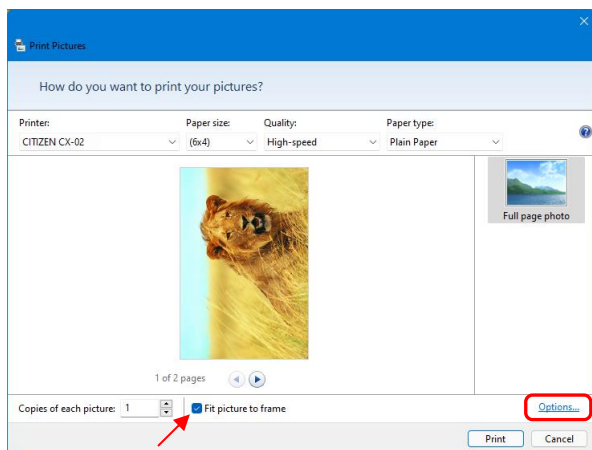 Print Pictures
How do you want to print your pictures?
Printer: Paper size: Quality: Paper type:
CITIZEN CX-02 (6x4) High-speed Plain Paper
Full page photo
1 of 2 pages
Copies of each picture: 1 Fit picture to frame Options...
Print Cancel